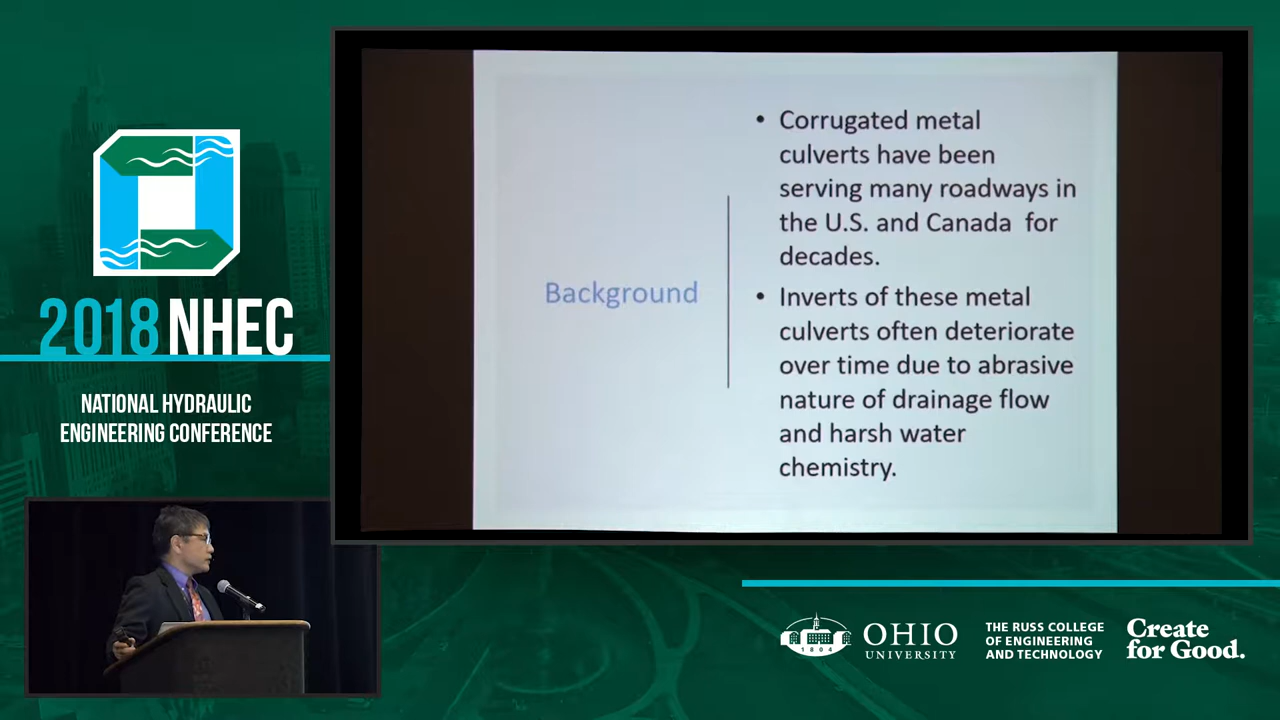 2018 NHEC
NATIONAL HYDRAULIC
ENGINEERING CONFERENCE
Background
• Corrugated metal
culverts have been
serving many roadways in
the U.S. and Canada for
decades.
• Inverts of these metal
culverts often deteriorate
over time due to abrasive
nature of drainage flow
and harsh water
chemistry.
1804
OHIO
UNIVERSITY
THE RUSS COLLEGE
OF ENGINEERING
AND TECHNOLOGY
Create
for Good.